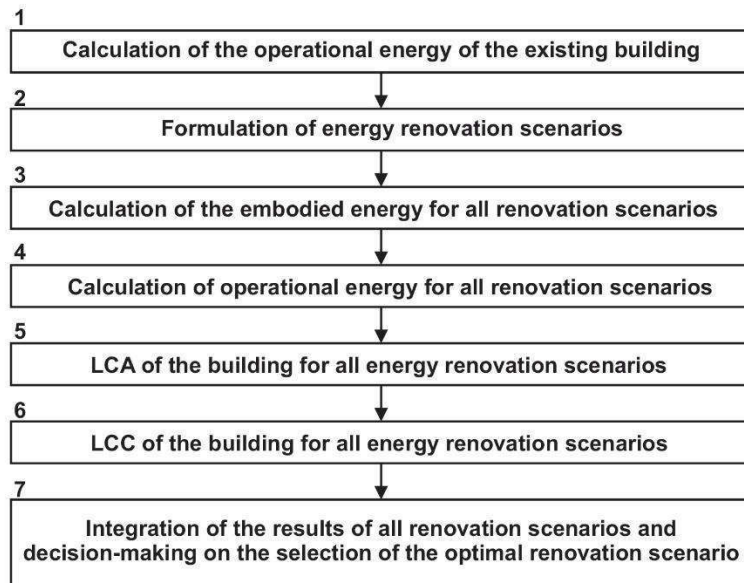 1
Calculation of the operational energy of the existing building
2
Formulation of energy renovation scenarios
3
Calculation of the embodied energy for all renovation scenarios
4
Calculation of operational energy for all renovation scenarios
5
LCA of the building for all energy renovation scenarios
6
LCC of the building for all energy renovation scenarios
7
Integration of the results of all renovation scenarios and
decision-making on the selection of the optimal renovation scenario